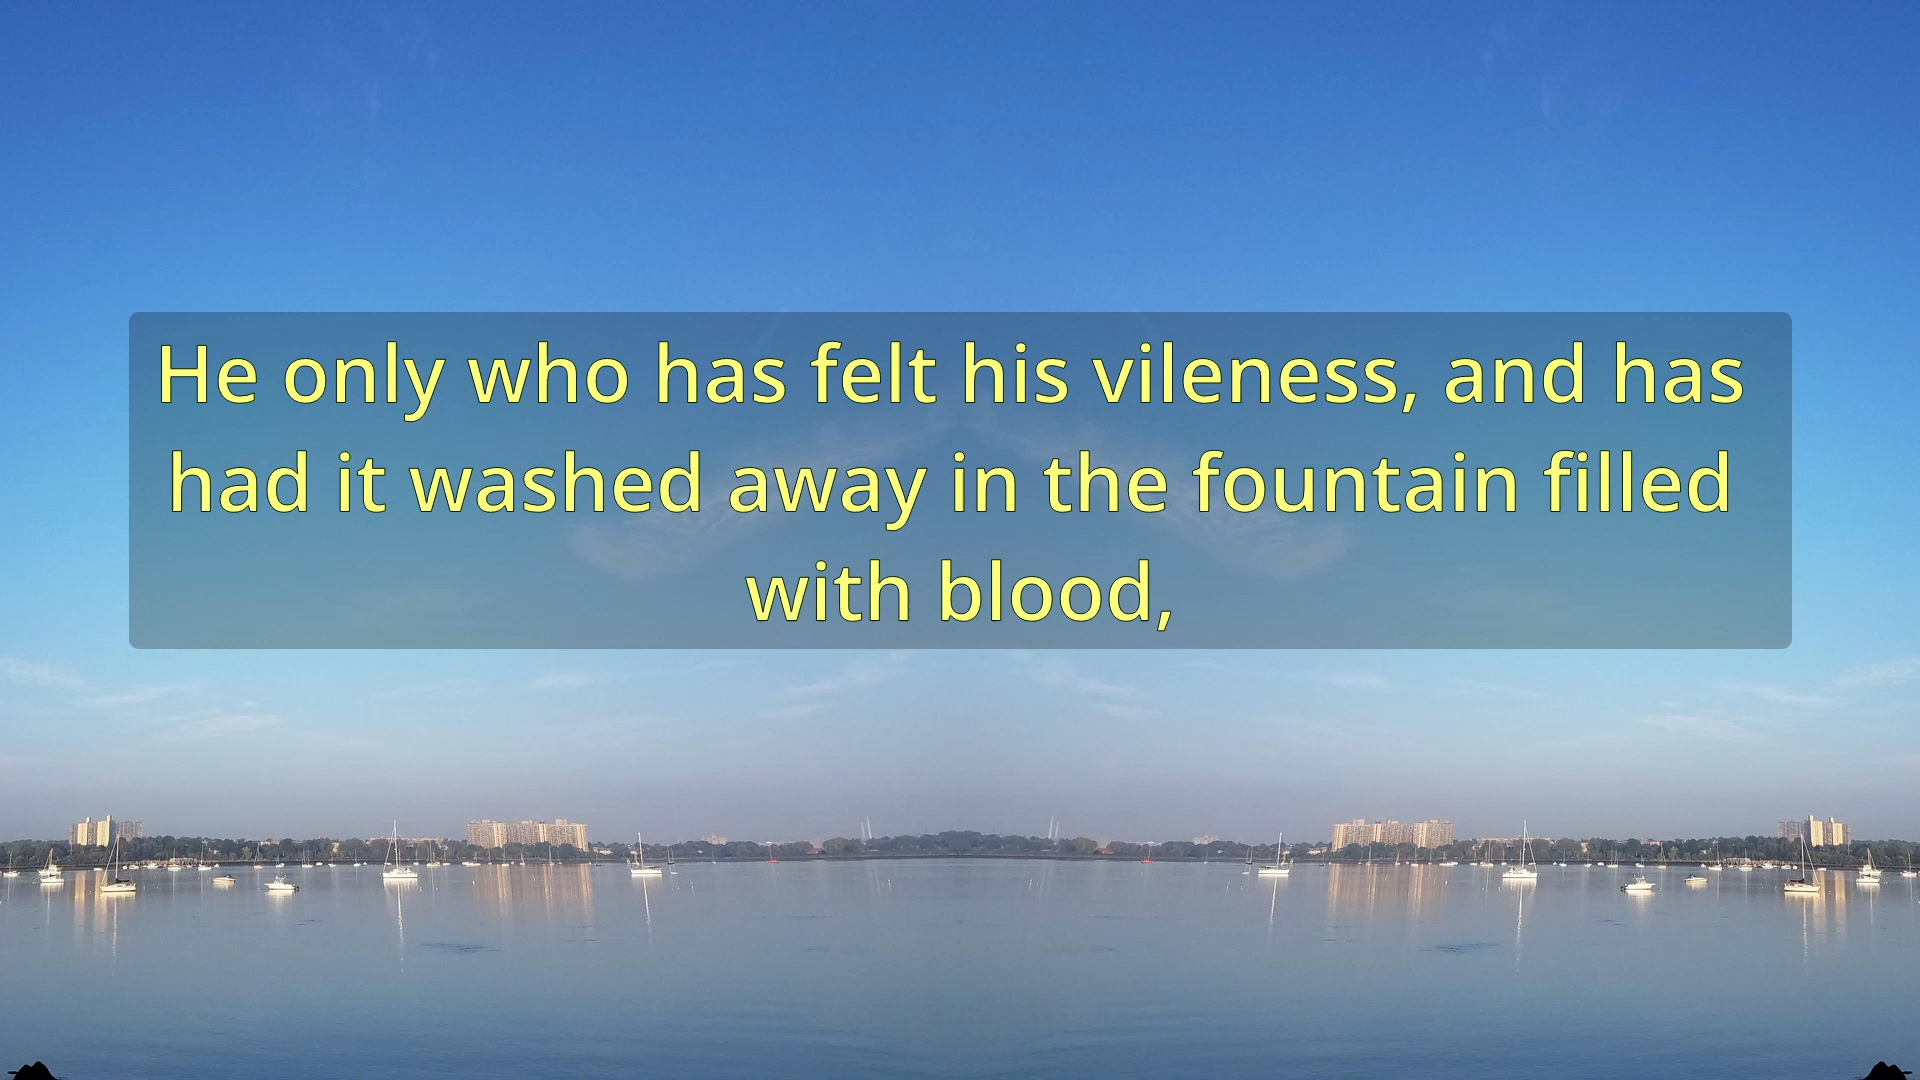 He only who has felt his vileness, and has
had it washed away in the fountain filled
with blood,